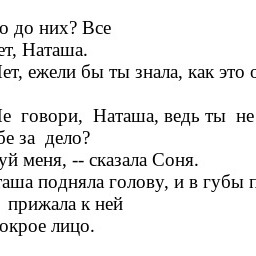 о до них? Все
ет, Наташа.
Нет, ежели бы ты знала, как это о
Не говори, Наташа, ведь ты не
бе за дело?
уй меня, -- сказала Соня.
таша подняла голову, и в губы п
прижала к ней
окрое лицо.